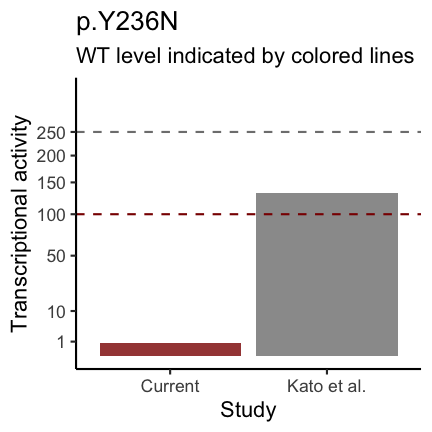 p.Y236N
WT level indicated by colored lines
Transcriptional activity
250
200
150
100
50
10
1
Current Kato et al.
Study